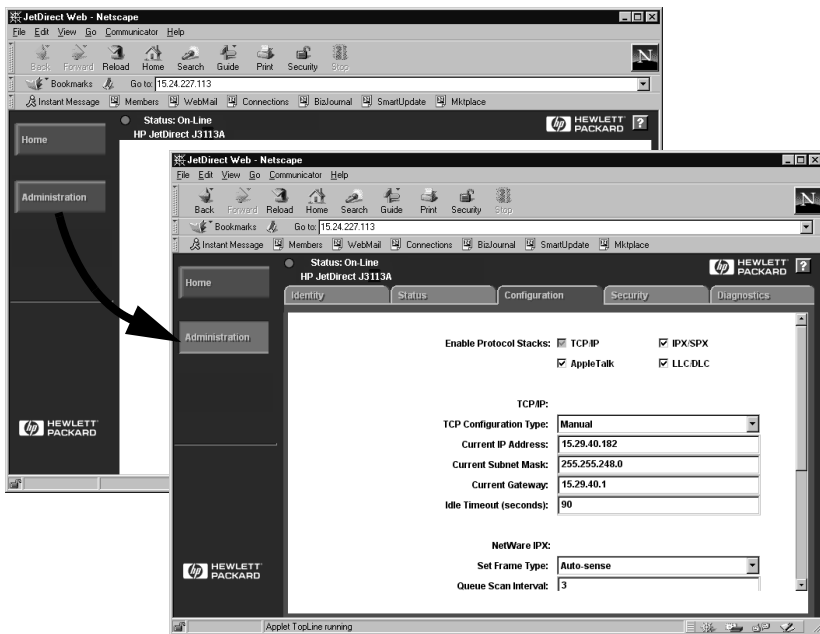 JetDirect Web - Netscape
File Edit View Go Communicator Help
Back Forward Reload Home Search Guide Print Security Stop
N
Bookmarks Go to: 15.24.227.113
Instant Message Members WebMail Connections BizJournal SmartUpdate Mktplace
Status: On-Line
HP JetDirect J3113A
hp HEWLETT
PACKARD
?
Home
Administration
hp HEWLETT
PACKARD
JetDirect Web - Netscape
File Edit View Go Communicator Help
Back Forward Reload Home Search Guide Print Security Stop
N
Bookmarks Go to: 15.24.227.113
Instant Message Members WebMail Connections BizJournal SmartUpdate Mktplace
Status: On-Line
HP JetDirect J3113A
hp HEWLETT
PACKARD
?
Home
Administration
Identity Status Configuration Security Diagnostics
Enable Protocol Stacks: TCP/IP IPX/SPX
AppleTalk LLC/DLC
TCP/IP:
TCP Configuration Type: Manual
Current IP Address: 15.29.40.182
Current Subnet Mask: 255.255.248.0
Current Gateway: 15.29.40.1
Idle Timeout (seconds): 90
NetWare IPX:
Set Frame Type: Auto-sense
Queue Scan Interval: 3
hp HEWLETT
PACKARD
Applet TopLine running